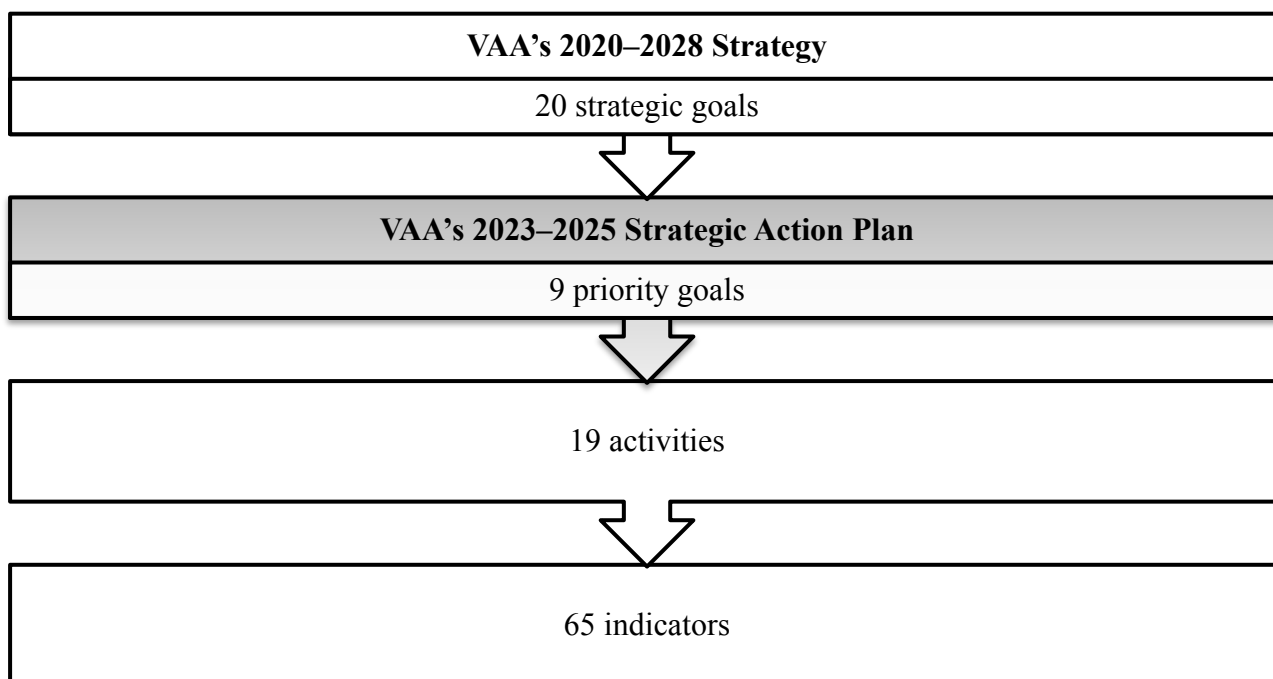 VAA’s 2020–2028 Strategy
20 strategic goals
VAA’s 2023–2025 Strategic Action Plan
9 priority goals
19 activities
65 indicators